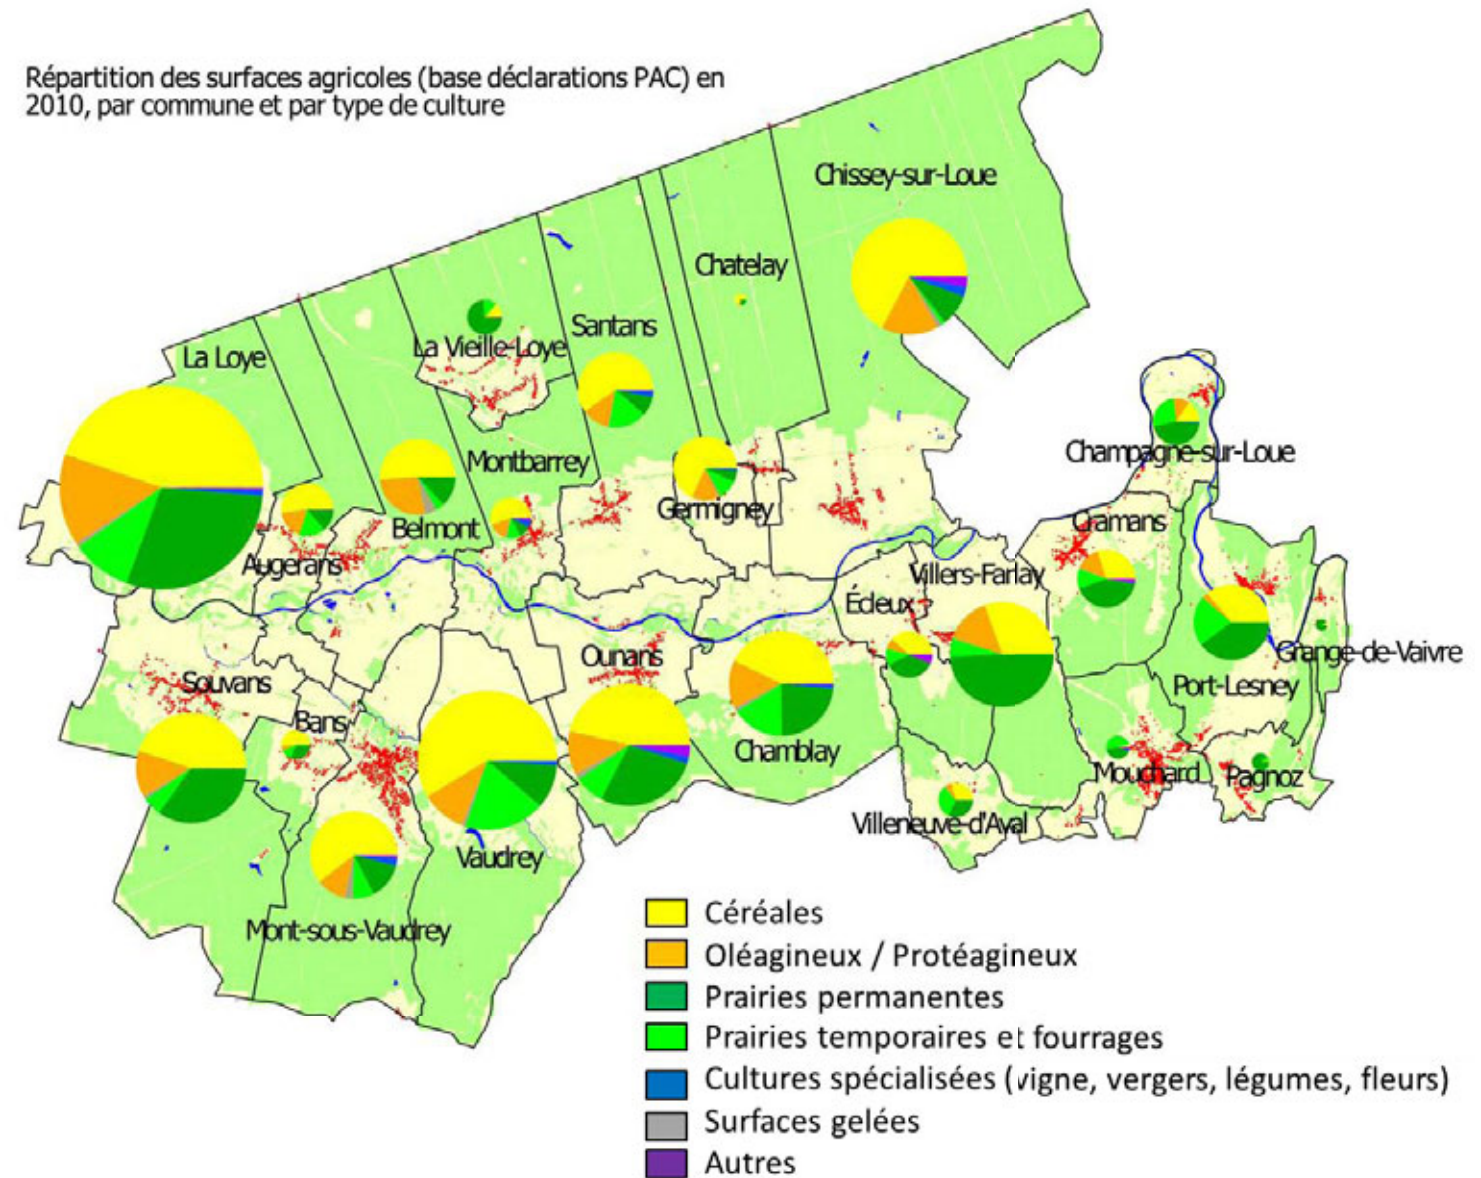 Répartition des surfaces agricoles (base déclarations PAC) en
2010, par commune et par type de culture
Chissey-sur-Loue
Chatelay
Santans
La Vieille-Loye
La Loye
Montbarrey
Belmont
Germigney
Augerans
Champagne-sur-Loue
Cramans
Villers-Farlay
Écleux
Ounans
Grange-de-Vaivre
Port-Lesney
Souvans
Bans
Chamblay
Mouchard
Pagnoz
Villeneuve-d'Aval
Vaudrey
Mont-sous-Vaudrey
Céréales
Oléagineux / Protéagineux
Prairies permanentes
Prairies temporaires et fourrages
Cultures spécialisées (vigne, vergers, légumes, fleurs)
Surfaces gelées
Autres